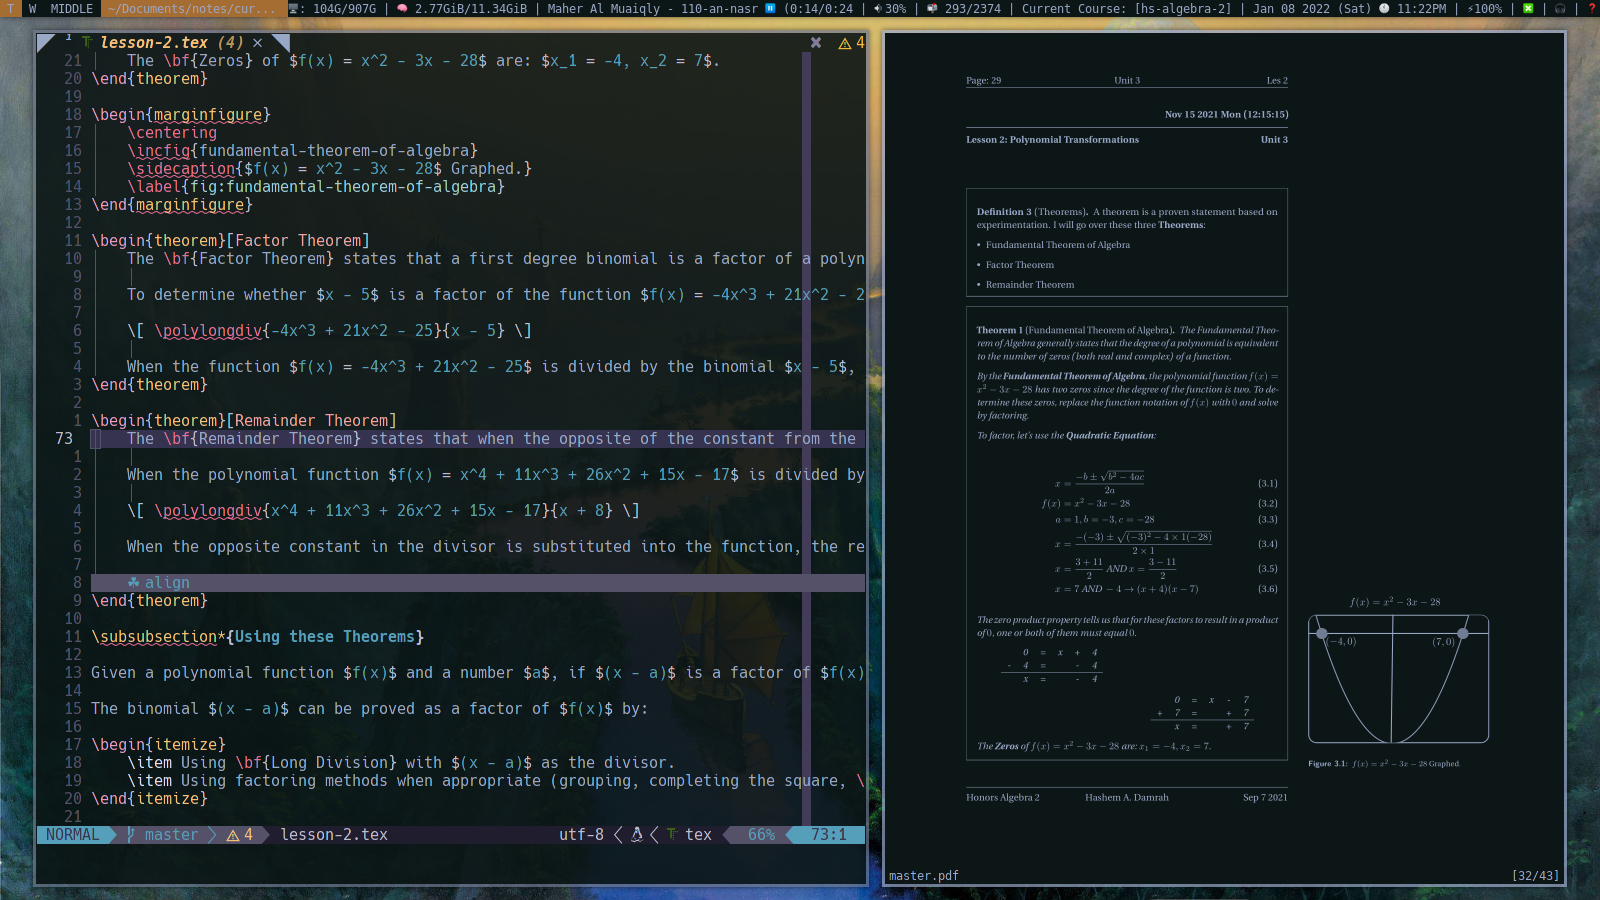 T W MIDDLE ~/Documents/notes/cur... : 104G/907G | 2.77GiB/11.34GiB | Maher Al Muaiqly - 110-an-nasr (0:14/0:24 | 30% | 293/2374 | Current Course: [hs-algebra-2] | Jan 08 2022 (Sat) 11:22PM | ⚡100% | | | ?
1 lesson-2.tex (4) × × ⚠ 4
21 The \bf{Zeros} of $f(x) = x^2 - 3x - 28$ are: $x_1 = -4, x_2 = 7$.
20 \end{theorem}
19
18 \begin{marginfigure}
17 \centering
16 \incfig{fundamental-theorem-of-algebra}
15 \sidecaption{$f(x) = x^2 - 3x - 28$ Graphed.}
14 \label{fig:fundamental-theorem-of-algebra}
13 \end{marginfigure}
12
11 \begin{theorem}[Factor Theorem]
10 The \bf{Factor Theorem} states that a first degree binomial is a factor of a polyn
9
8 To determine whether $x - 5$ is a factor of the function $f(x) = -4x^3 + 21x^2 - 2
7
6 \[ \polylongdiv{-4x^3 + 21x^2 - 25}{x - 5} \]
5
4 When the function $f(x) = -4x^3 + 21x^2 - 25$ is divided by the binomial $x - 5$,
3 \end{theorem}
2
1 \begin{theorem}[Remainder Theorem]
73 The \bf{Remainder Theorem} states that when the opposite of the constant from the
1
2 When the polynomial function $f(x) = x^4 + 11x^3 + 26x^2 + 15x - 17$ is divided by
3
4 \[ \polylongdiv{x^4 + 11x^3 + 26x^2 + 15x - 17}{x + 8} \]
5
6 When the opposite constant in the divisor is substituted into the function, the re
7
8 ☘ align
9 \end{theorem}
10
11 \subsubsection*{Using these Theorems}
12
13 Given a polynomial function $f(x)$ and a number $a$, if $(x - a)$ is a factor of $f(x)
14
15 The binomial $(x - a)$ can be proved as a factor of $f(x)$ by:
16
17 \begin{itemize}
18 \item Using \bf{Long Division} with $(x - a)$ as the divisor.
19 \item Using factoring methods when appropriate (grouping, completing the square, \
20 \end{itemize}
21
NORMAL master ⚠ 4 lesson-2.tex utf-8 tex 66% 73:1
Page: 29 Unit 3 Les 2
Nov 15 2021 Mon (12:15:15)
Lesson 2: Polynomial Transformations Unit 3
Definition 3 (Theorems). A theorem is a proven statement based on
experimentation. I will go over these three Theorems:
• Fundamental Theorem of Algebra
• Factor Theorem
• Remainder Theorem
Theorem 1 (Fundamental Theorem of Algebra). The Fundamental Theo-
rem of Algebra generally states that the degree of a polynomial is equivalent
to the number of zeros (both real and complex) of a function.
By the Fundamental Theorem of Algebra, the polynomial function f(x) =
x² − 3x − 28 has two zeros since the degree of the function is two. To de-
termine these zeros, replace the function notation of f(x) with 0 and solve
by factoring.
To factor, let's use the Quadratic Equation:
x = (−b ± √(b² − 4ac)) / 2a (3.1)
f(x) = x² − 3x − 28 (3.2)
a = 1, b = −3, c = −28 (3.3)
x = (−(−3) ± √((−3)² − 4 × 1(−28))) / (2 × 1) (3.4)
x = (3 + 11) / 2 AND x = (3 − 11) / 2 (3.5)
x = 7 AND − 4 → (x + 4)(x − 7) (3.6)
The zero product property tells us that for these factors to result in a product
of 0, one or both of them must equal 0.
0 = x + 4
- 4 = - 4
x = - 4
0 = x - 7
+ 7 = + 7
x = + 7
The Zeros of f(x) = x² − 3x − 28 are: x₁ = −4, x₂ = 7.
f(x) = x² − 3x − 28
(−4, 0) (7, 0)
Figure 3.1: f(x) = x² − 3x − 28 Graphed.
Honors Algebra 2 Hashem A. Damrah Sep 7 2021
master.pdf [32/43]